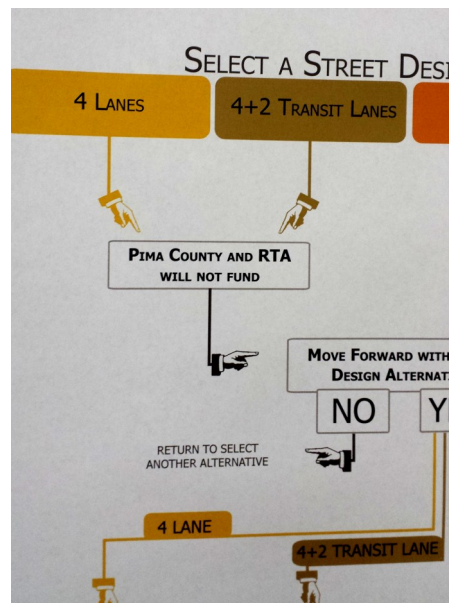 SELECT A STREET DESI
4 LANES
4+2 TRANSIT LANES
PIMA COUNTY AND RTA
WILL NOT FUND
MOVE FORWARD WITH
DESIGN ALTERNAT
NO
Y
RETURN TO SELECT
ANOTHER ALTERNATIVE
4 LANE
4+2 TRANSIT LANE